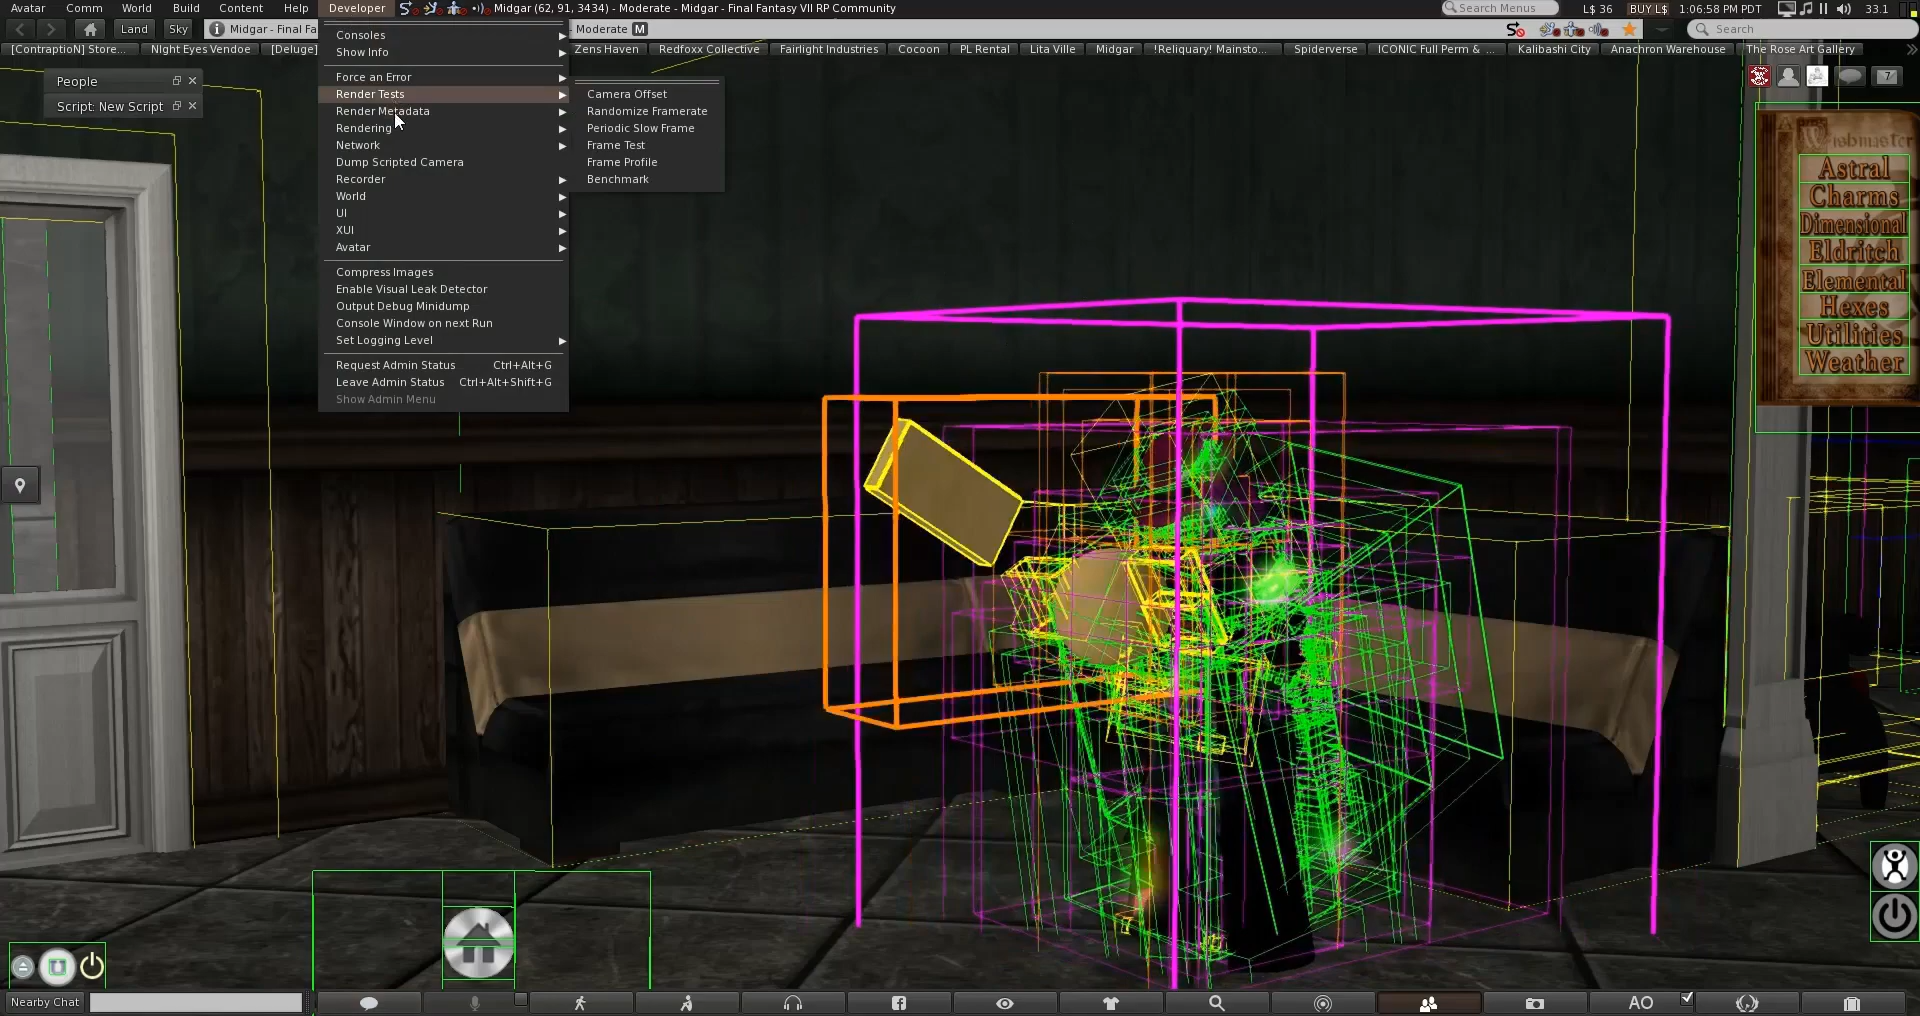 Avatar Comm World Build Content Help Developer Midgar (62, 91, 3434) - Moderate - Midgar - Final Fantasy VII RP Community Search Menus L$ 36 BUY L$ 1:06:58 PM PDT 33.1
Land Sky Midgar - Final Fa Moderate M Search
[ContraptioN] Store... NIght Eyes Vendoe [Deluge] Zens Haven Redfoxx Collective Fairlight Industries Cocoon PL Rental Lita Ville Midgar !Reliquary! Mainsto... Spiderverse ICONIC Full Perm & ... Kalibashi City Anachron Warehouse The Rose Art Gallery
People
Script: New Script
Consoles
Show Info
Force an Error
Render Tests
Render Metadata
Rendering
Network
Dump Scripted Camera
Recorder
World
UI
XUI
Avatar
Compress Images
Enable Visual Leak Detector
Output Debug Minidump
Console Window on next Run
Set Logging Level
Request Admin Status Ctrl+Alt+G
Leave Admin Status Ctrl+Alt+Shift+G
Show Admin Menu
Camera Offset
Randomize Framerate
Periodic Slow Frame
Frame Test
Frame Profile
Benchmark
7
Astral
Charms
Dimensional
Eldritch
Elemental
Hexes
Utilities
Weather
Nearby Chat
AO